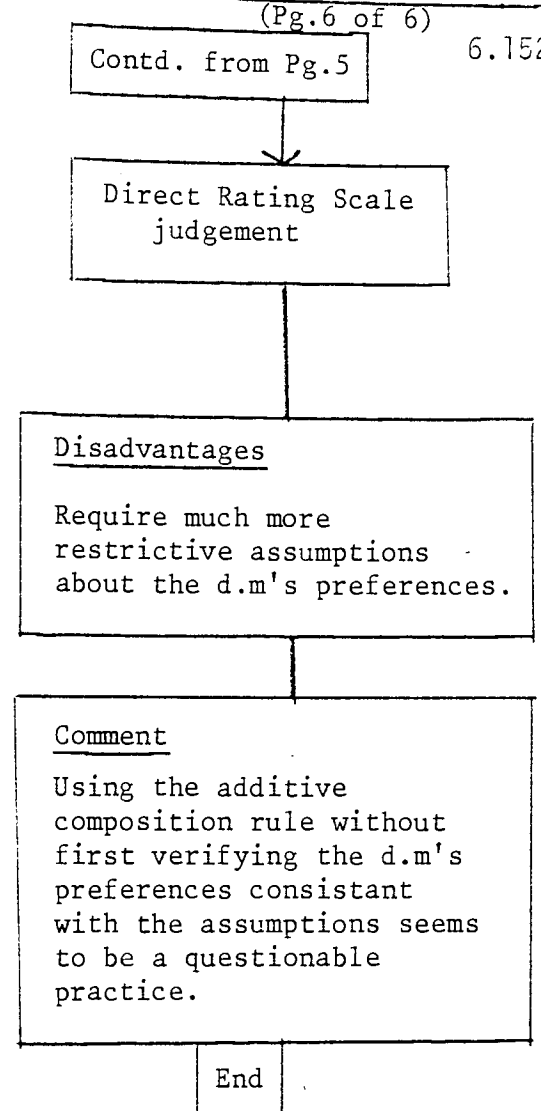 (Pg.6 of 6)
6.152
Contd. from Pg.5
Direct Rating Scale
judgement
Disadvantages
Require much more
restrictive assumptions
about the d.m's preferences.
Comment
Using the additive
composition rule without
first verifying the d.m's
preferences consistant
with the assumptions seems
to be a questionable
practice.
End